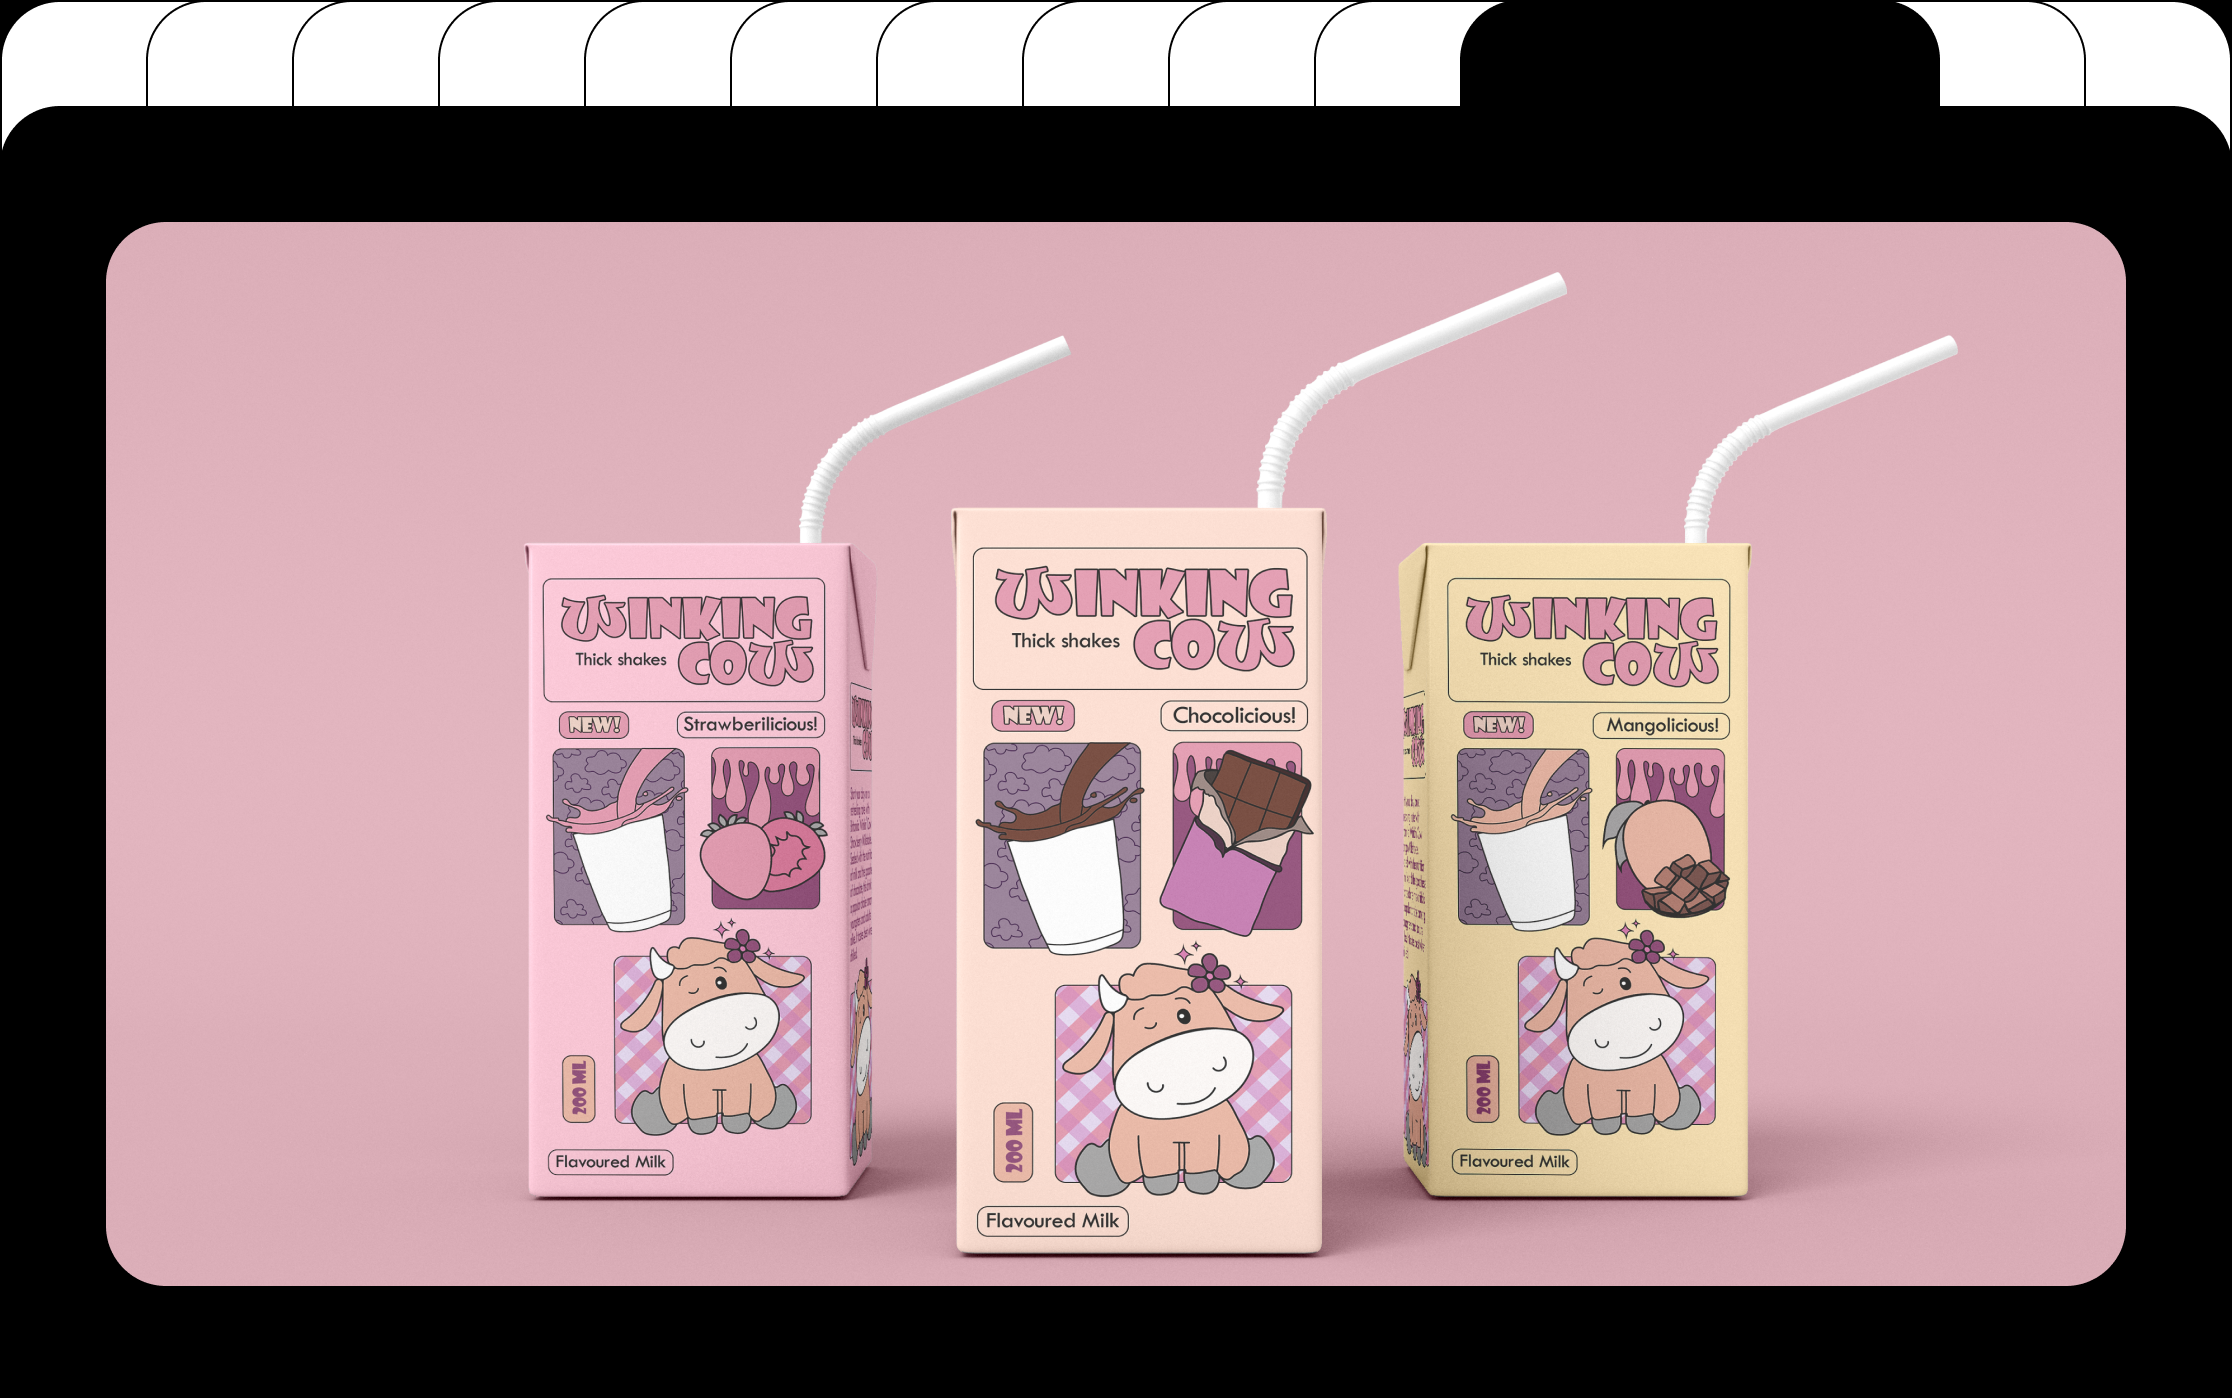 WINKING
Thick shakes COW
NEW! Strawberilicious!
200 ML
Flavoured Milk
WINKING
Thick shakes COW
NEW! Chocolicious!
200 ML
Flavoured Milk
WINKING
Thick shakes COW
NEW! Mangolicious!
200 ML
Flavoured Milk